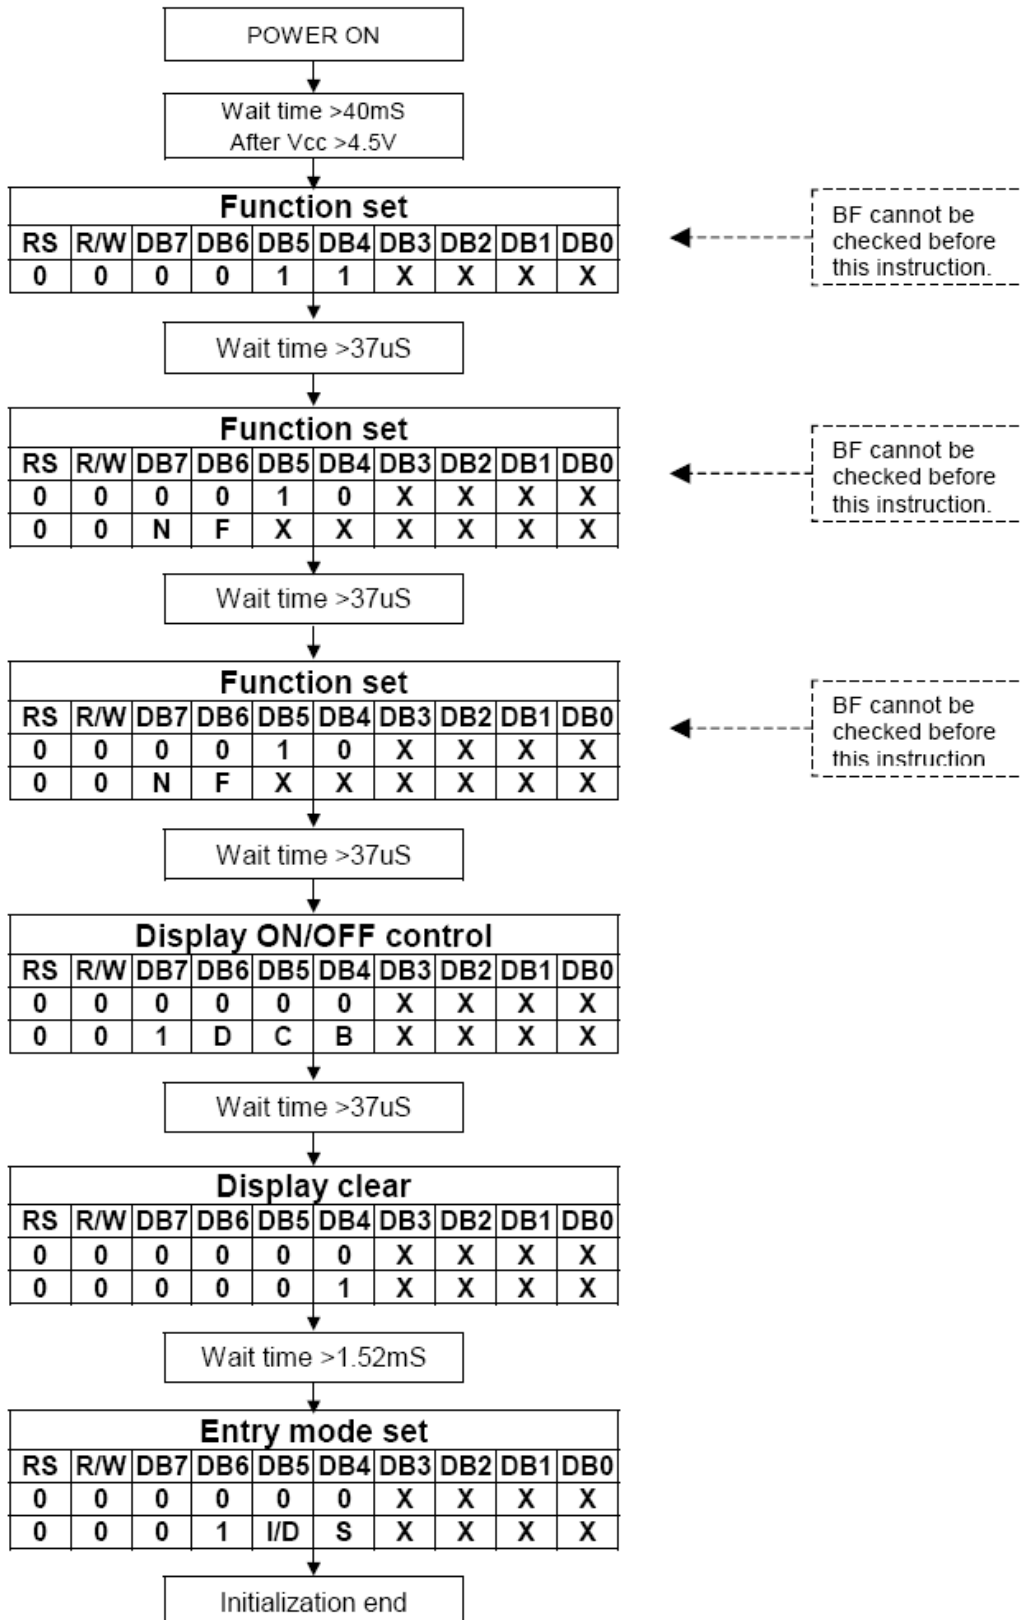 POWER ON
Wait time >40mS
After Vcc >4.5V
Function set
RS R/W DB7 DB6 DB5 DB4 DB3 DB2 DB1 DB0
0 0 0 0 1 1 X X X X
BF cannot be
checked before
this instruction.
Wait time >37uS
Function set
RS R/W DB7 DB6 DB5 DB4 DB3 DB2 DB1 DB0
0 0 0 0 1 0 X X X X
0 0 N F X X X X X X
BF cannot be
checked before
this instruction.
Wait time >37uS
Function set
RS R/W DB7 DB6 DB5 DB4 DB3 DB2 DB1 DB0
0 0 0 0 1 0 X X X X
0 0 N F X X X X X X
BF cannot be
checked before
this instruction
Wait time >37uS
Display ON/OFF control
RS R/W DB7 DB6 DB5 DB4 DB3 DB2 DB1 DB0
0 0 0 0 0 0 X X X X
0 0 1 D C B X X X X
Wait time >37uS
Display clear
RS R/W DB7 DB6 DB5 DB4 DB3 DB2 DB1 DB0
0 0 0 0 0 0 X X X X
0 0 0 0 0 1 X X X X
Wait time >1.52mS
Entry mode set
RS R/W DB7 DB6 DB5 DB4 DB3 DB2 DB1 DB0
0 0 0 0 0 0 X X X X
0 0 0 1 I/D S X X X X
Initialization end